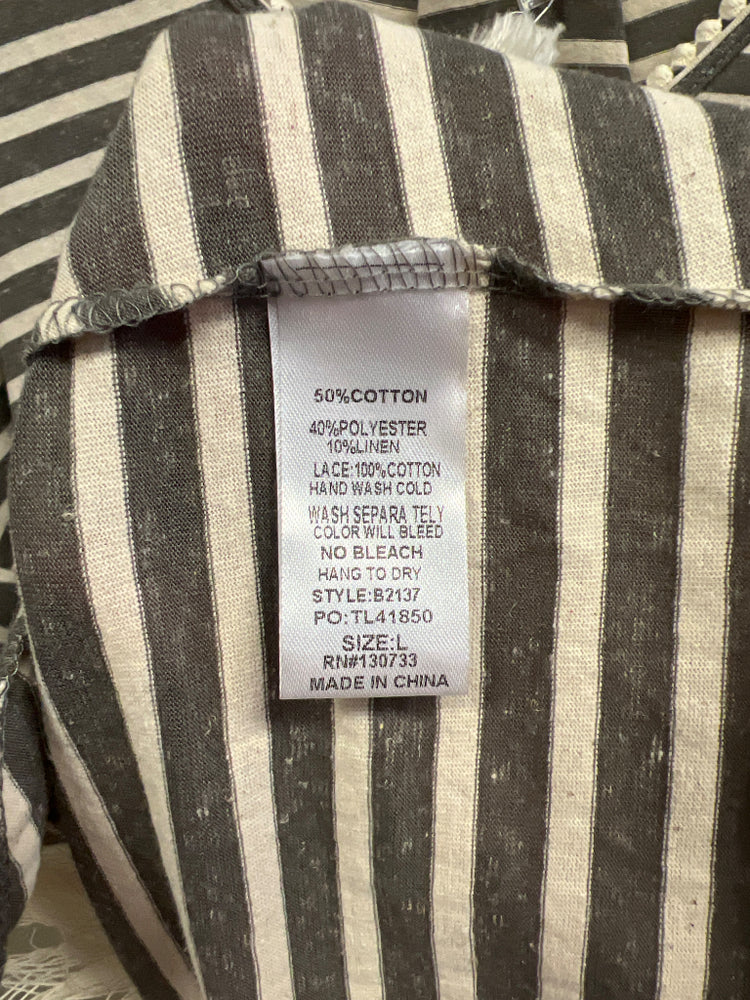 50%COTTON
40%POLYESTER
10%LINEN
LACE:100%COTTON
HAND WASH COLD
WASH SEPARA TELY
COLOR WILL BLEED
NO BLEACH
HANG TO DRY
STYLE:B2137
PO:TL41850
SIZE:L
RN#130733
MADE IN CHINA